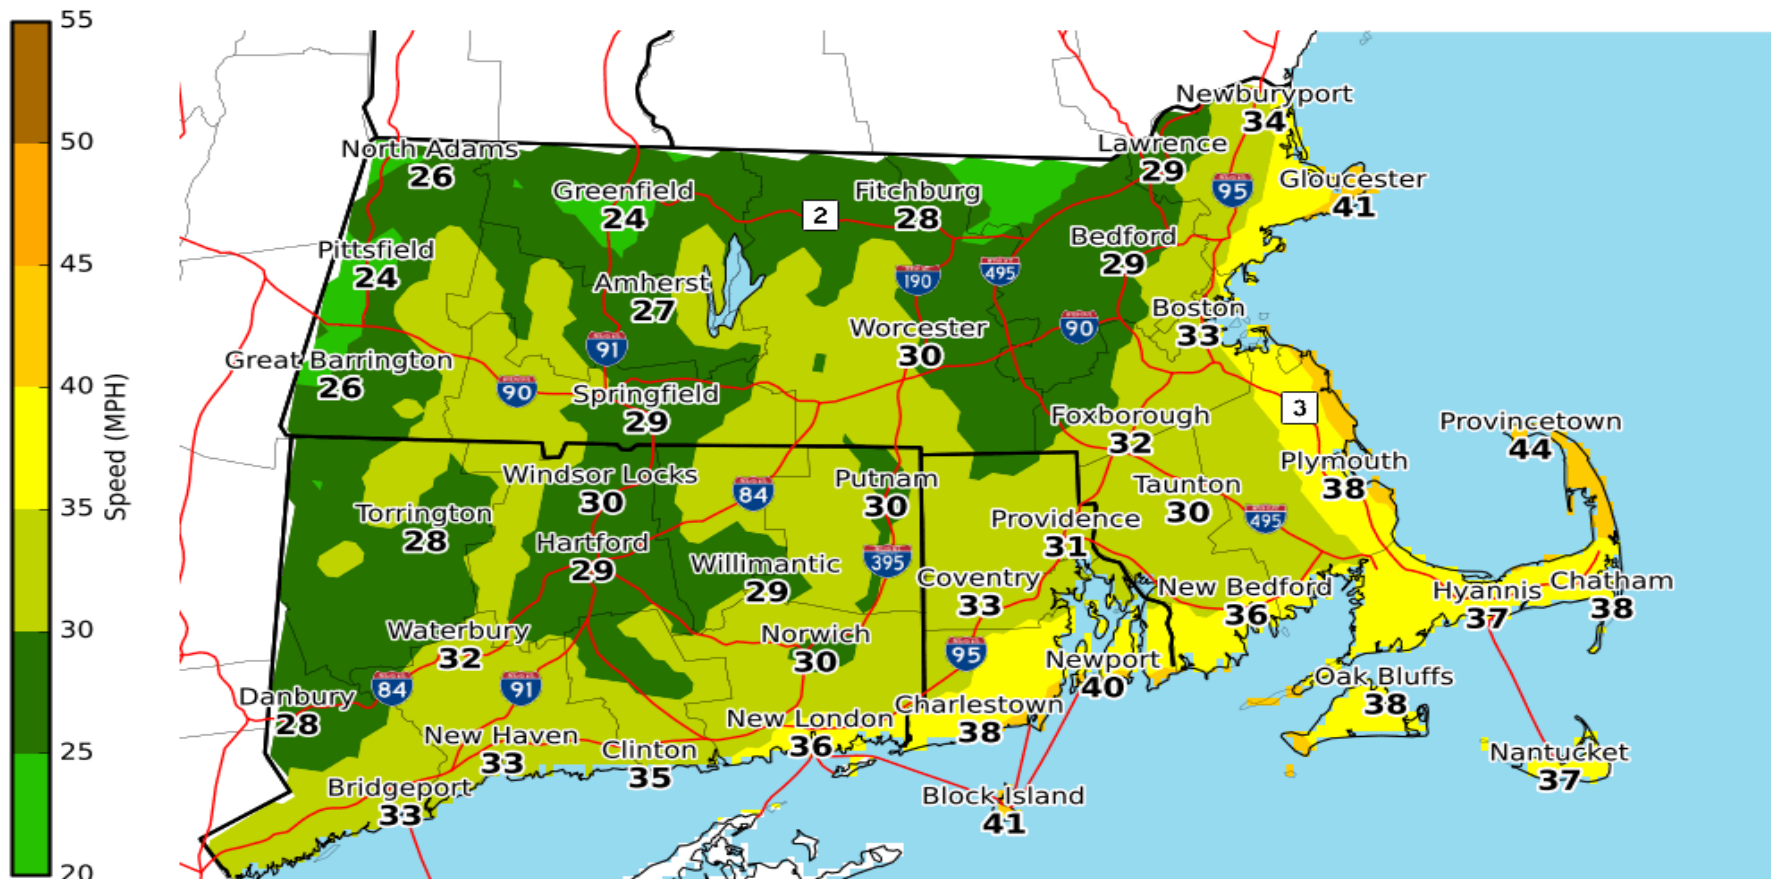 55
50
45
40
35
30
25
20
Speed (MPH)
Newburyport
34
North Adams
26
Lawrence
29
Greenfield
24
Fitchburg
28
95
Gloucester
41
2
Pittsfield
24
Bedford
29
Amherst
27
190
495
Boston
33
Worcester
30
90
91
Great Barrington
26
90
Springfield
29
3
Foxborough
32
Provincetown
44
Windsor Locks
30
84
Putnam
30
Plymouth
38
Taunton
30
495
Torrington
28
Providence
31
Hartford
29
Willimantic
29
395
Coventry
33
New Bedford
36
Hyannis
37
Chatham
38
Waterbury
32
Norwich
30
95
Newport
40
84
91
Danbury
28
Oak Bluffs
38
Charlestown
38
New London
36
New Haven
33
Clinton
35
Nantucket
37
Bridgeport
33
Block Island
41